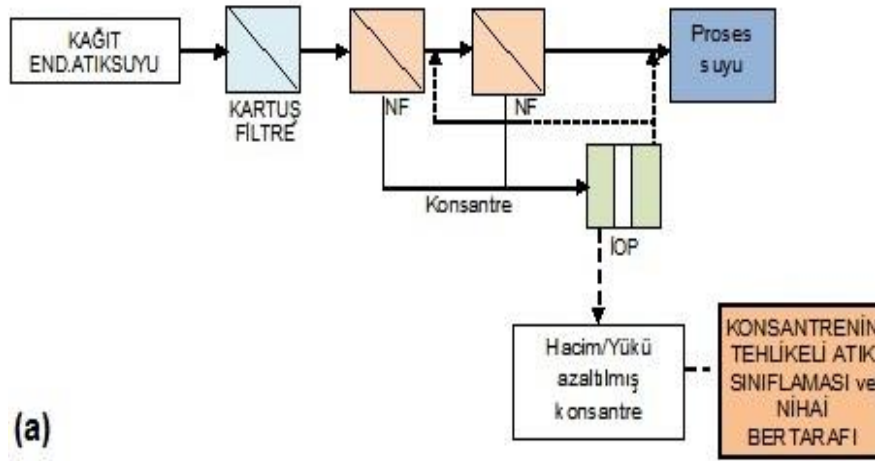 KAĞIT
END.ATIKSUYU
KARTUŞ
FİLTRE
NF
NF
Proses
suyu
Konsantre
İOP
Hacim/Yükü
azaltılmış
konsantre
KONSANTRENİN
TEHLİKELİ ATIK
SINIFLAMASI ve
NİHAİ
BERTARAFI
(a)